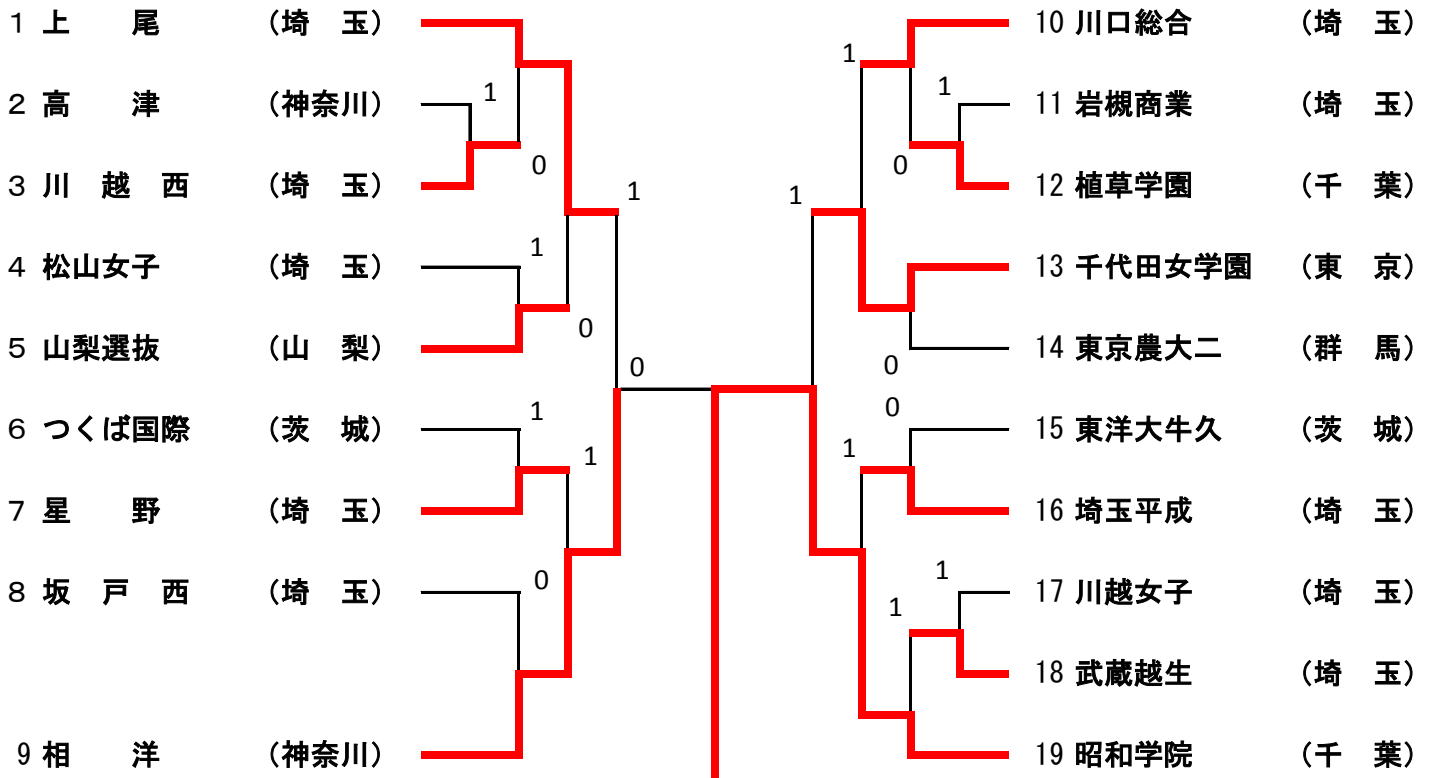 1 上　尾 （埼　玉）
2 高　津 （神奈川）
3 川　越　西 （埼　玉）
4 松山女子 （埼　玉）
5 山梨選抜 （山　梨）
6 つくば国際 （茨　城）
7 星　野 （埼　玉）
8 坂　戸　西 （埼　玉）
9 相　洋 （神奈川）
1
0
1
1
0
0
1
1
0
1
1
0
1
0
0
1
1
1
10 川口総合 （埼　玉）
11 岩槻商業 （埼　玉）
12 植草学園 （千　葉）
13 千代田女学園 （東　京）
14 東京農大二 （群　馬）
15 東洋大牛久 （茨　城）
16 埼玉平成 （埼　玉）
17 川越女子 （埼　玉）
18 武蔵越生 （埼　玉）
19 昭和学院 （千　葉）